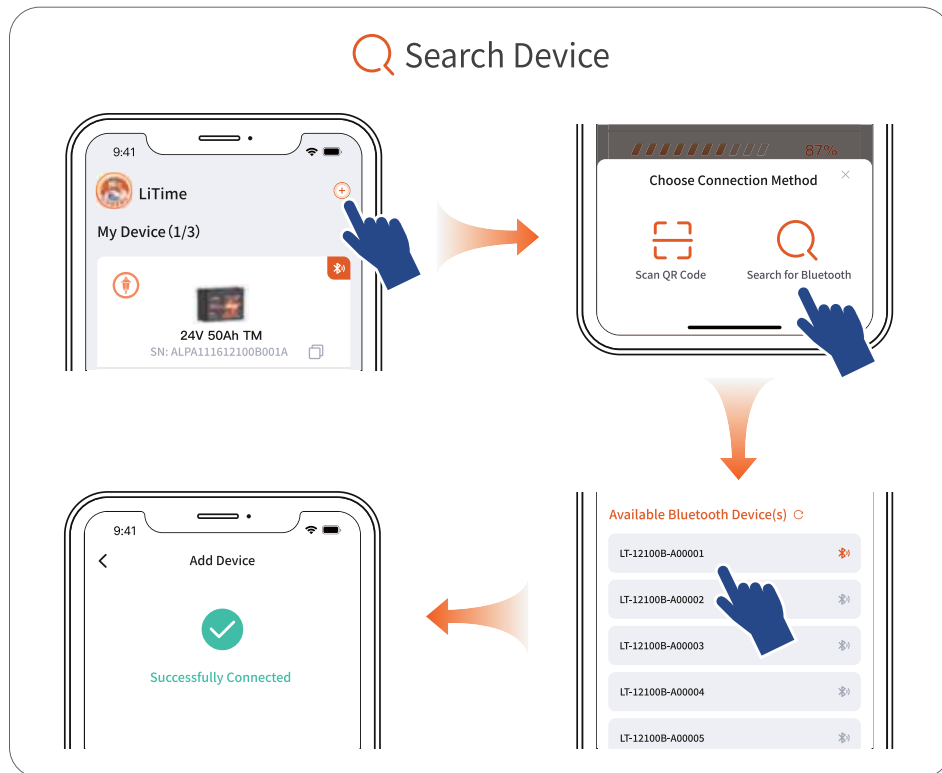 Search Device
9:41
LiTime
My Device (1/3)
24V 50Ah TM
SN: ALPA111612100B001A
87%
Choose Connection Method
Scan QR Code
Search for Bluetooth
Available Bluetooth Device(s)
LT-12100B-A00001
LT-12100B-A00002
LT-12100B-A00003
LT-12100B-A00004
LT-12100B-A00005
9:41
Add Device
Successfully Connected